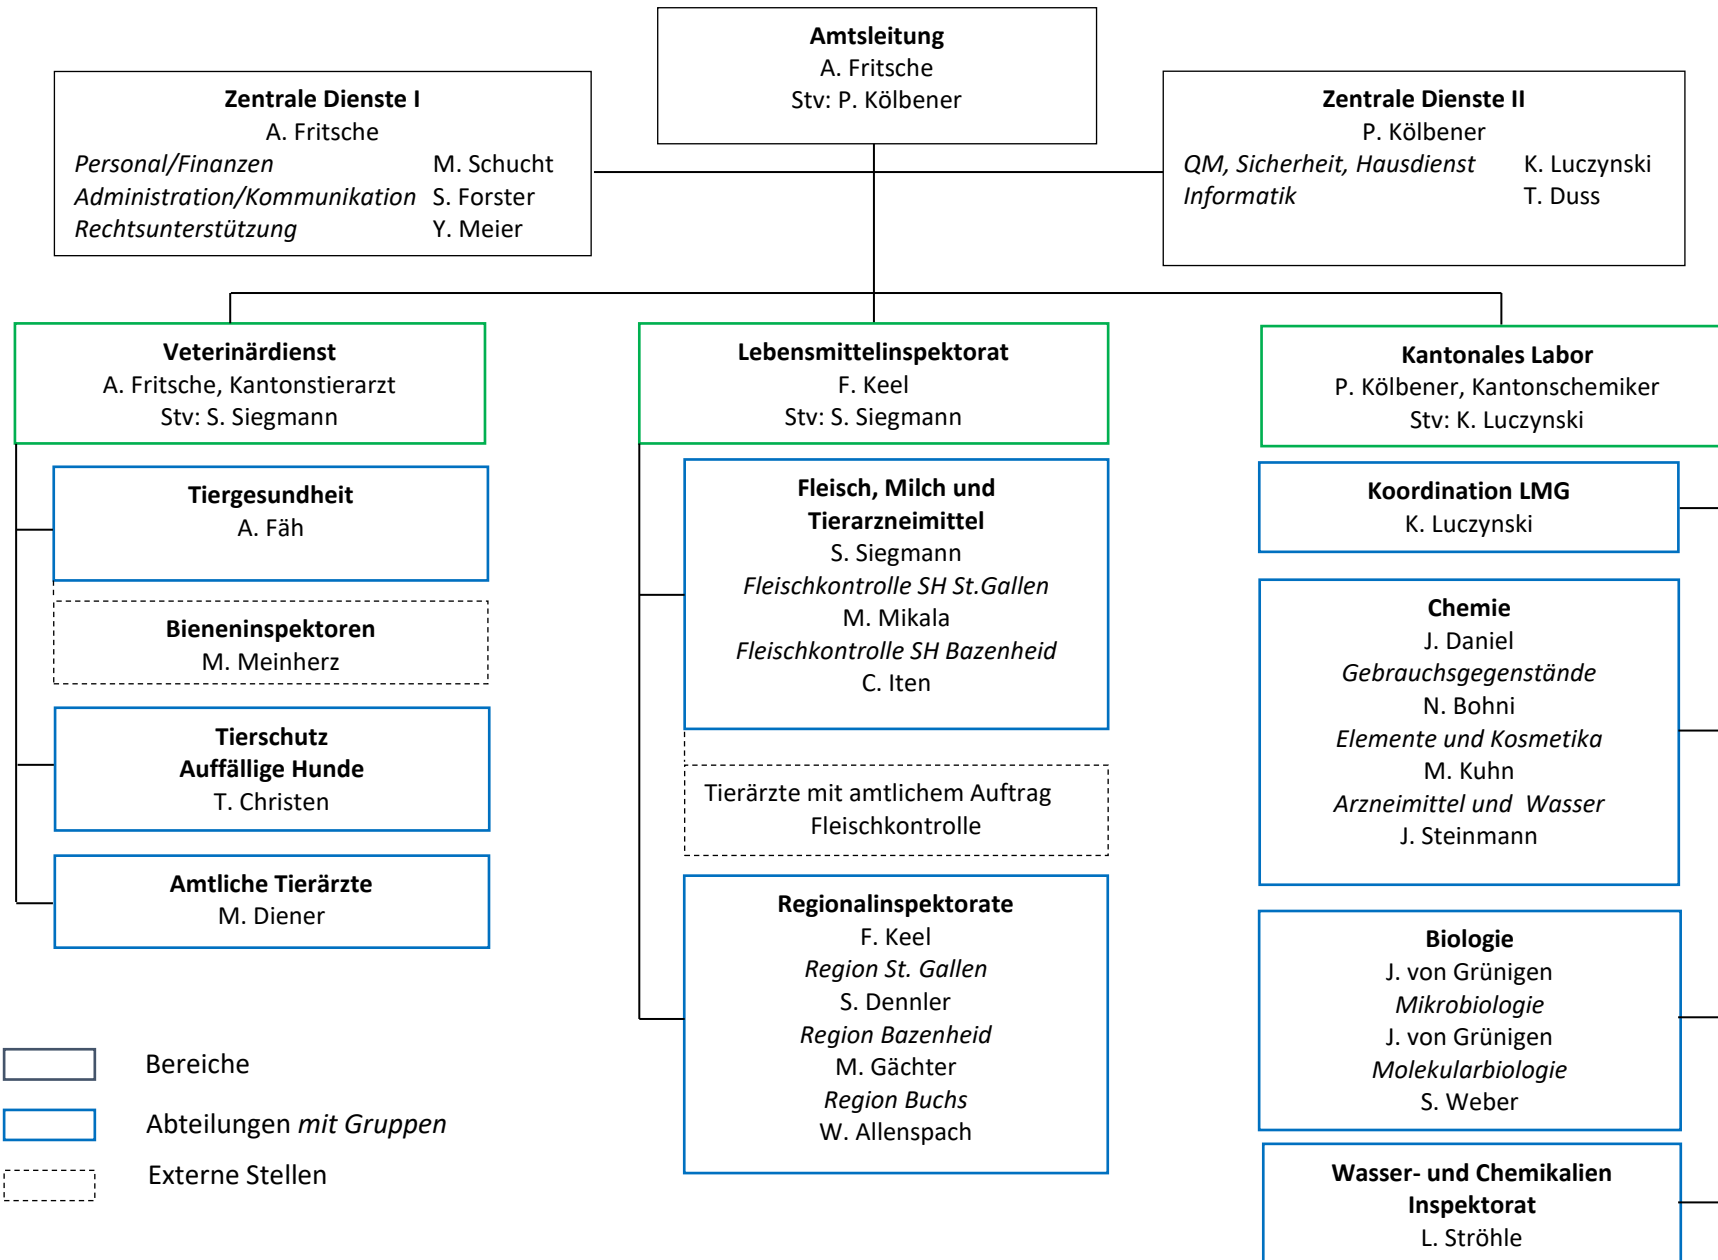 Amtsleitung
A. Fritsche
Stv: P. Kölbener
Zentrale Dienste I
A. Fritsche
Personal/Finanzen M. Schucht
Administration/Kommunikation S. Forster
Rechtsunterstützung Y. Meier
Zentrale Dienste II
P. Kölbener
QM, Sicherheit, Hausdienst K. Luczynski
Informatik T. Duss
Veterinärdienst
A. Fritsche, Kantonstierarzt
Stv: S. Siegmann
Tiergesundheit
A. Fäh
Bieneninspektoren
M. Meinherz
Tierschutz
Auffällige Hunde
T. Christen
Amtliche Tierärzte
M. Diener
Lebensmittelinspektorat
F. Keel
Stv: S. Siegmann
Fleisch, Milch und
Tierarzneimittel
S. Siegmann
Fleischkontrolle SH St.Gallen
M. Mikala
Fleischkontrolle SH Bazenheid
C. Iten
Tierärzte mit amtlichem Auftrag
Fleischkontrolle
Regionalinspektorate
F. Keel
Region St. Gallen
S. Dennler
Region Bazenheid
M. Gächter
Region Buchs
W. Allenspach
Kantonales Labor
P. Kölbener, Kantonschemiker
Stv: K. Luczynski
Koordination LMG
K. Luczynski
Chemie
J. Daniel
Gebrauchsgegenstände
N. Bohni
Elemente und Kosmetika
M. Kuhn
Arzneimittel und Wasser
J. Steinmann
Biologie
J. von Grünigen
Mikrobiologie
J. von Grünigen
Molekularbiologie
S. Weber
Wasser- und Chemikalien
Inspektorat
L. Ströhle
Bereiche
Abteilungen mit Gruppen
Externe Stellen